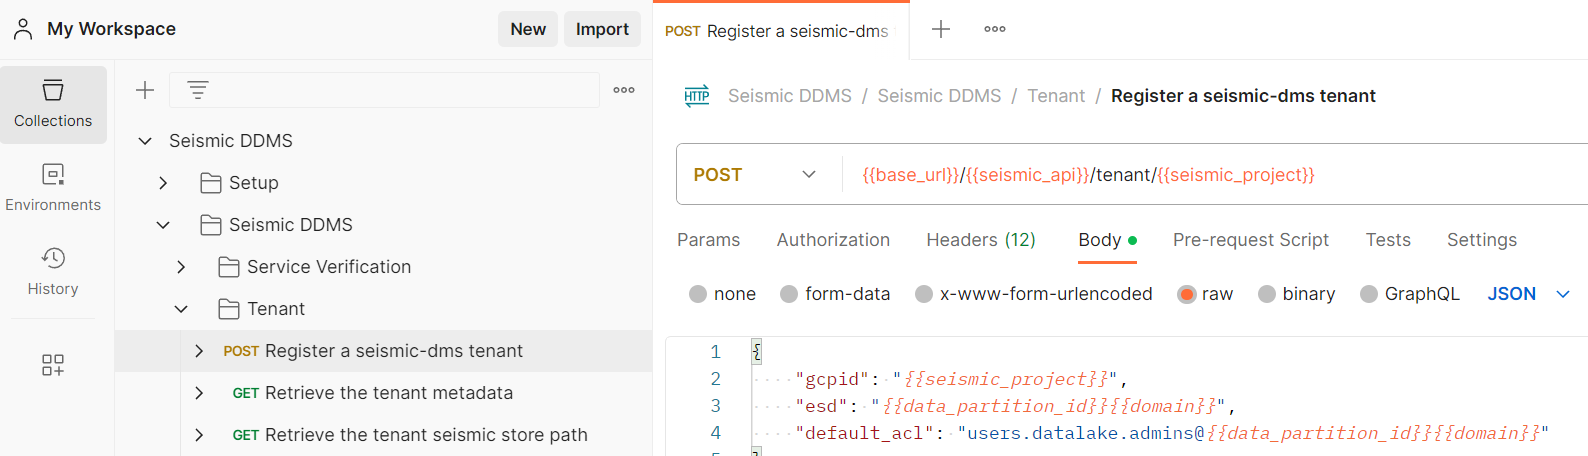 My Workspace
New
Import
Collections
Environments
History
Seismic DDMS
Setup
Seismic DDMS
Service Verification
Tenant
POST Register a seismic-dms tenant
GET Retrieve the tenant metadata
GET Retrieve the tenant seismic store path
POST Register a seismic-dms
HTTP Seismic DDMS / Seismic DDMS / Tenant / Register a seismic-dms tenant
POST {{base_url}}/{{seismic_api}}/tenant/{{seismic_project}}
Params Authorization Headers (12) Body Pre-request Script Tests Settings
none form-data x-www-form-urlencoded raw binary GraphQL JSON
1 {
2 "gcpid": "{{seismic_project}}",
3 "esd": "{{data_partition_id}}{{domain}}",
4 "default_acl": "users.datalake.admins@{{data_partition_id}}{{domain}}"